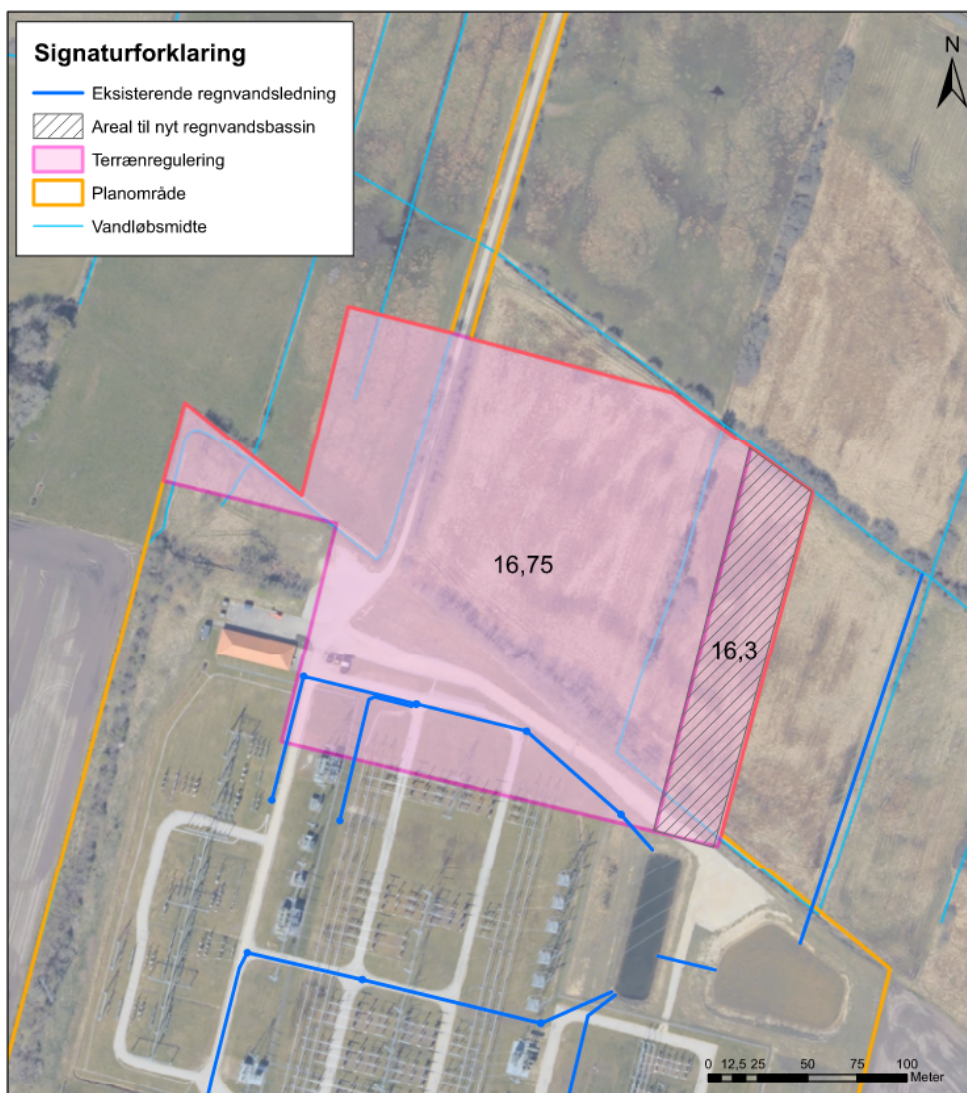 Signaturforklaring
Eksisterende regnvandsledning
Areal til nyt regnvandsbassin
Terrænregulering
Planområde
Vandløbsmidte
N
16,75
16,3
0 12,5 25 50 75 100
Meter